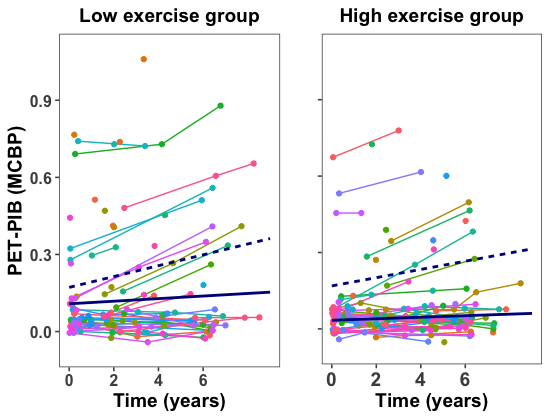 Low exercise group
High exercise group
PET-PIB (MCBP)
0.9
0.6
0.3
0.0
0 2 4 6
0 2 4 6
Time (years)
Time (years)